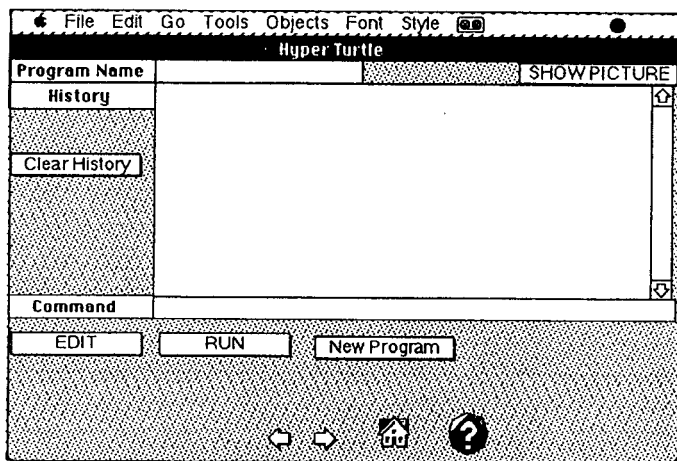 File Edit Go Tools Objects Font Style
Hyper Turtle
Program Name SHOW PICTURE
History
Clear History
Command
EDIT RUN New Program
?